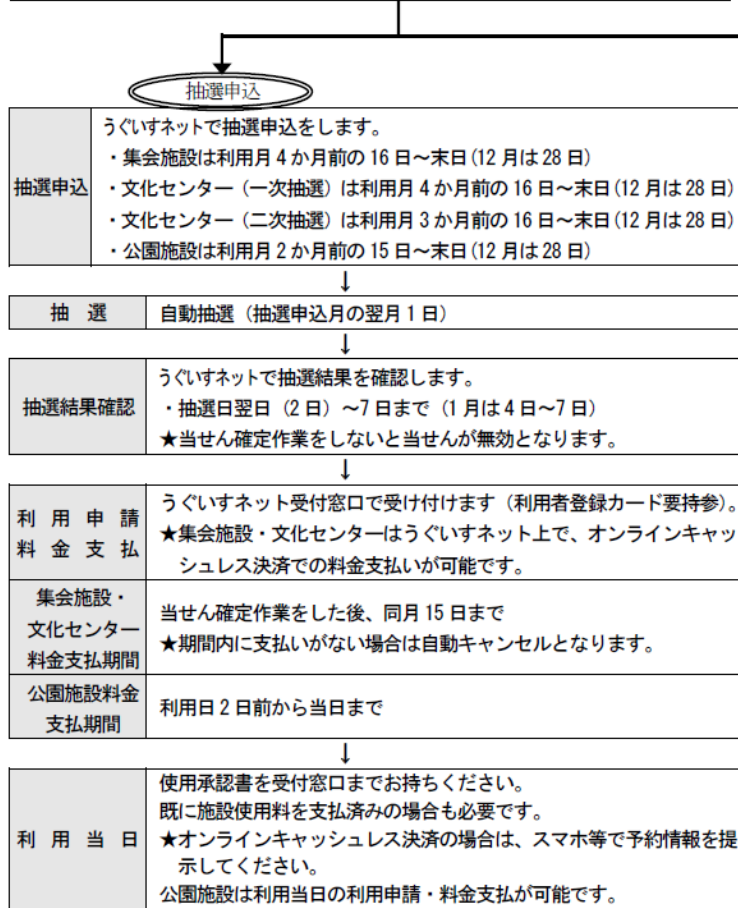 抽選申込
抽選申込
うぐいすネットで抽選申込をします。
・集会施設は利用月4か月前の16日～末日(12月は28日)
・文化センター（一次抽選）は利用月4か月前の16日～末日(12月は28日)
・文化センター（二次抽選）は利用月3か月前の16日～末日(12月は28日)
・公園施設は利用月2か月前の15日～末日(12月は28日)
↓
抽　選
自動抽選（抽選申込月の翌月1日）
↓
抽選結果確認
うぐいすネットで抽選結果を確認します。
・抽選日翌日（2日）～7日まで（1月は4日～7日）
★当せん確定作業をしないと当せんが無効となります。
↓
利用申請
料金支払
うぐいすネット受付窓口で受け付けます（利用者登録カード要持参）。
★集会施設・文化センターはうぐいすネット上で、オンラインキャッ
シュレス決済での料金支払いが可能です。
集会施設・
文化センター
料金支払期間
当せん確定作業をした後、同月15日まで
★期間内に支払いがない場合は自動キャンセルとなります。
公園施設料金
支払期間
利用日2日前から当日まで
↓
利用当日
使用承認書を受付窓口までお持ちください。
既に施設使用料を支払済みの場合も必要です。
★オンラインキャッシュレス決済の場合は、スマホ等で予約情報を提
示してください。
公園施設は利用当日の利用申請・料金支払が可能です。